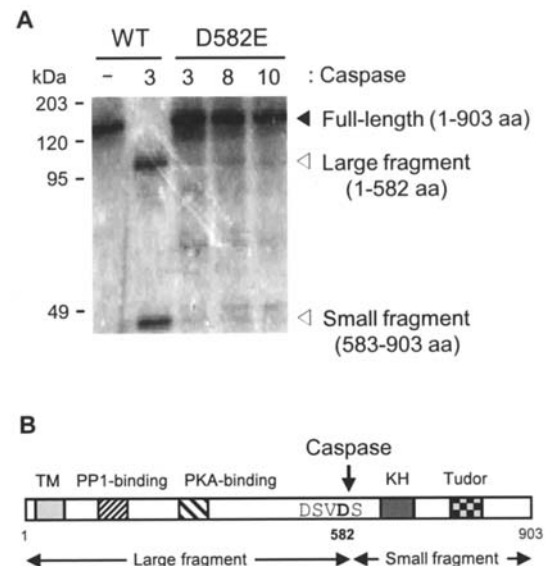 A
WT D582E
kDa – 3 3 8 10 : Caspase
203 –
Full-length (1-903 aa)
120 –
Large fragment
(1-582 aa)
95 –
49 –
Small fragment
(583-903 aa)
B
Caspase
TM PP1-binding PKA-binding KH Tudor
DSVDS
1 582 903
Large fragment Small fragment